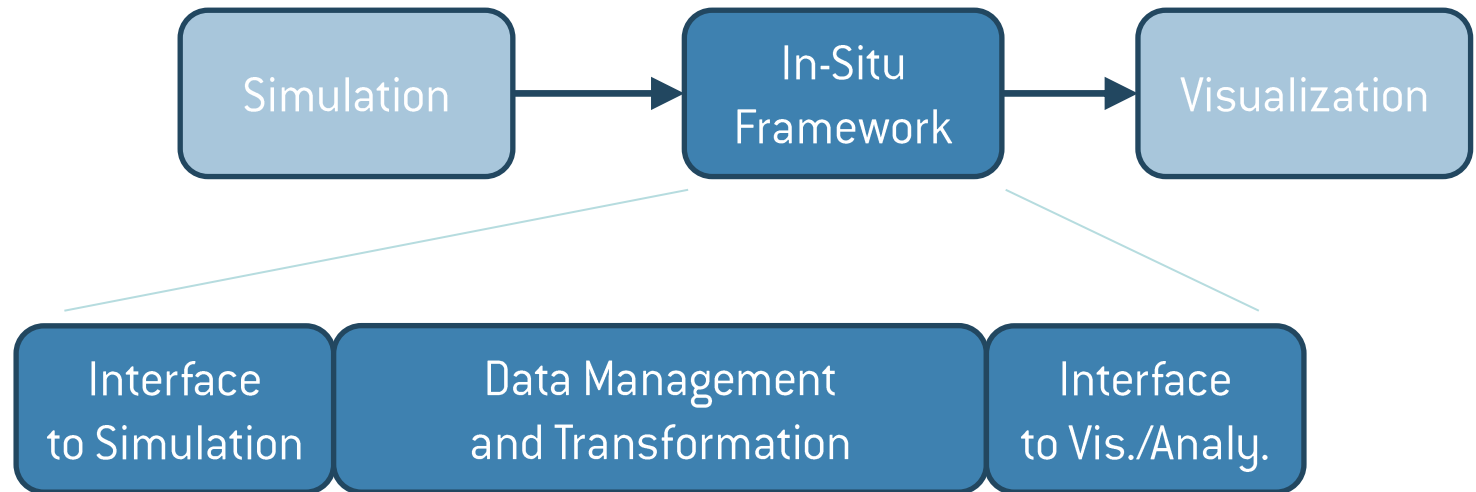 Simulation
In-Situ
Framework
Visualization
Interface
to Simulation
Data Management
and Transformation
Interface
to Vis./Analy.